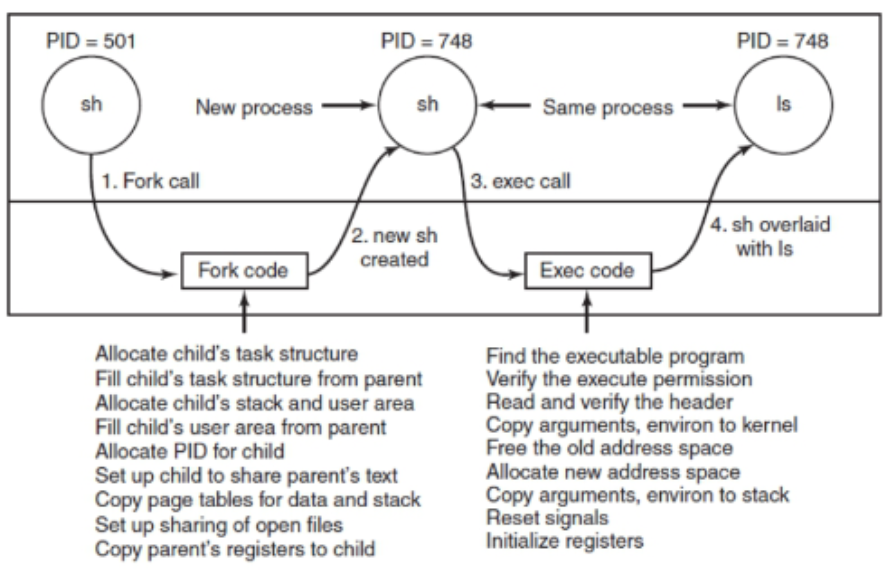 PID = 501
PID = 748
PID = 748
sh
New process
sh
Same process
ls
1. Fork call
3. exec call
2. new sh
created
4. sh overlaid
with ls
Fork code
Exec code
Allocate child's task structure
Fill child's task structure from parent
Allocate child's stack and user area
Fill child's user area from parent
Allocate PID for child
Set up child to share parent's text
Copy page tables for data and stack
Set up sharing of open files
Copy parent's registers to child
Find the executable program
Verify the execute permission
Read and verify the header
Copy arguments, environ to kernel
Free the old address space
Allocate new address space
Copy arguments, environ to stack
Reset signals
Initialize registers